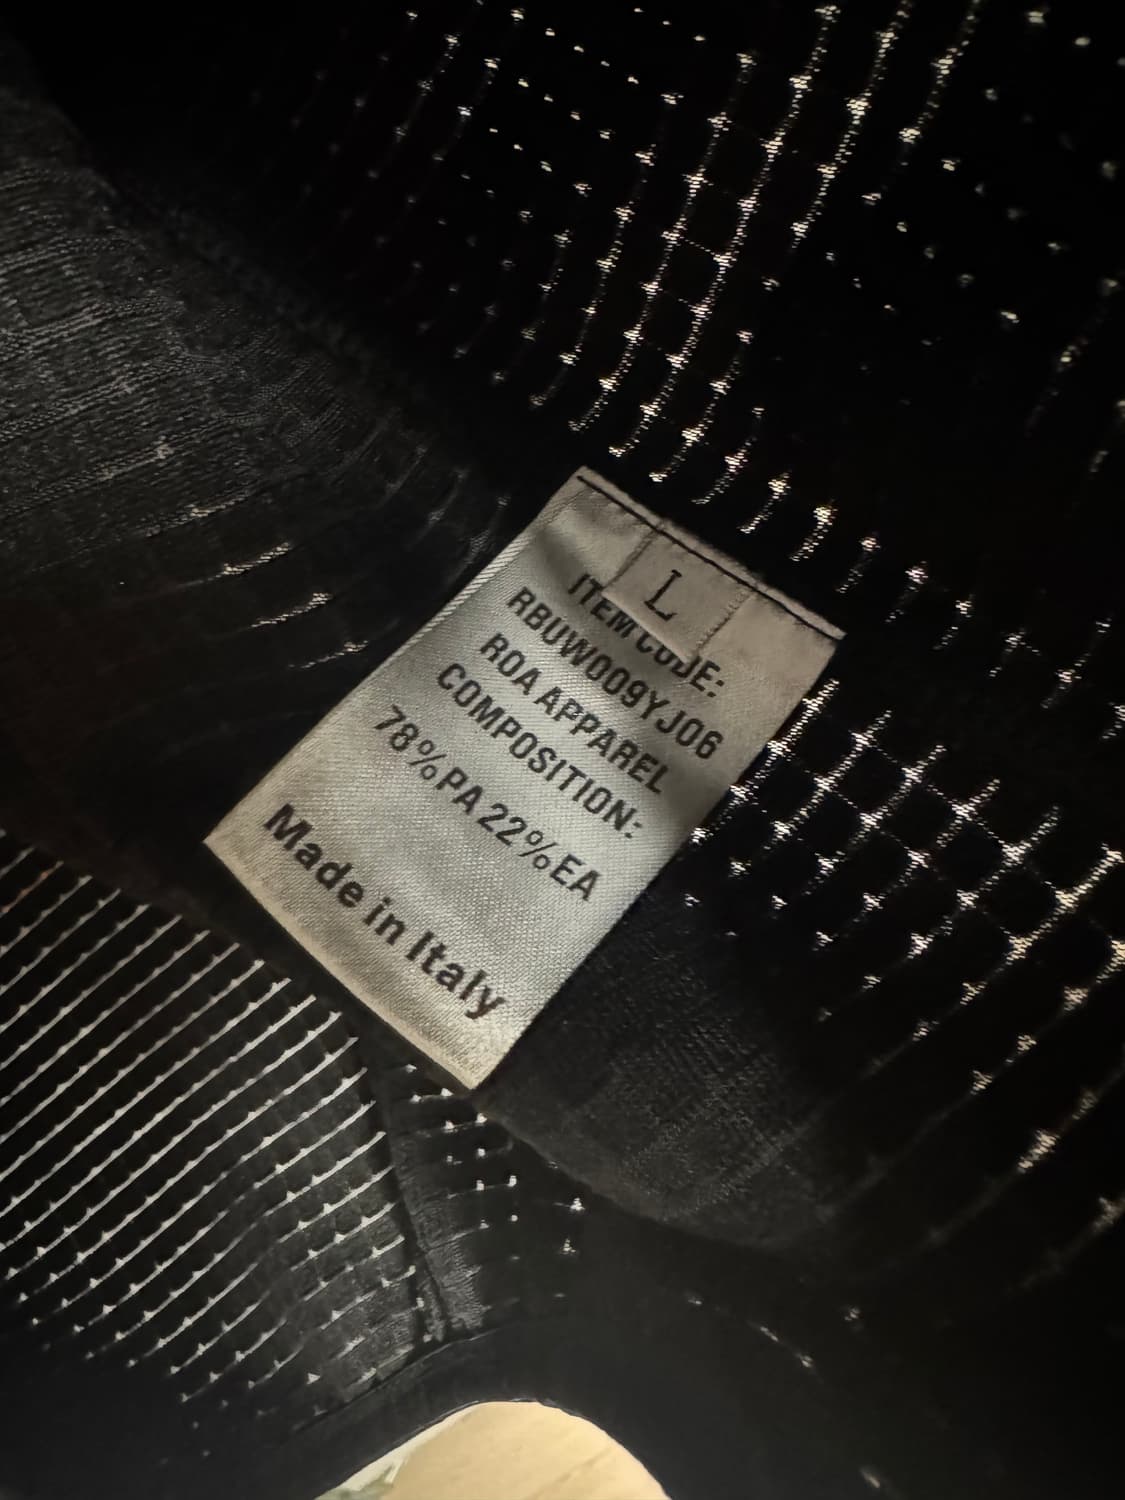 L
ITEM CODE:
RBUW009YJ06
ROA APPAREL
COMPOSITION:
78%PA 22%EA
Made in Italy